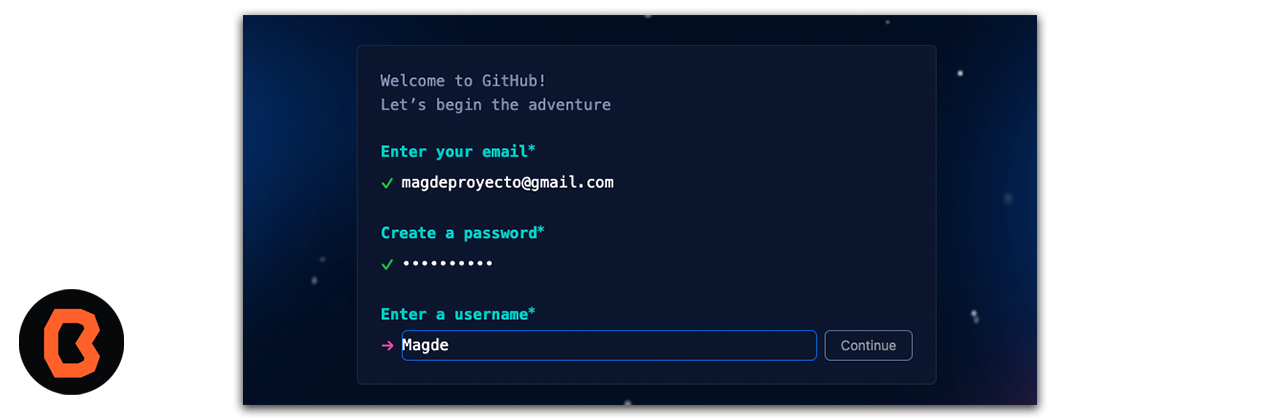 Welcome to GitHub!
Let’s begin the adventure
Enter your email*
magdeproyecto@gmail.com
Create a password*
••••••••••
Enter a username*
Magde
Continue